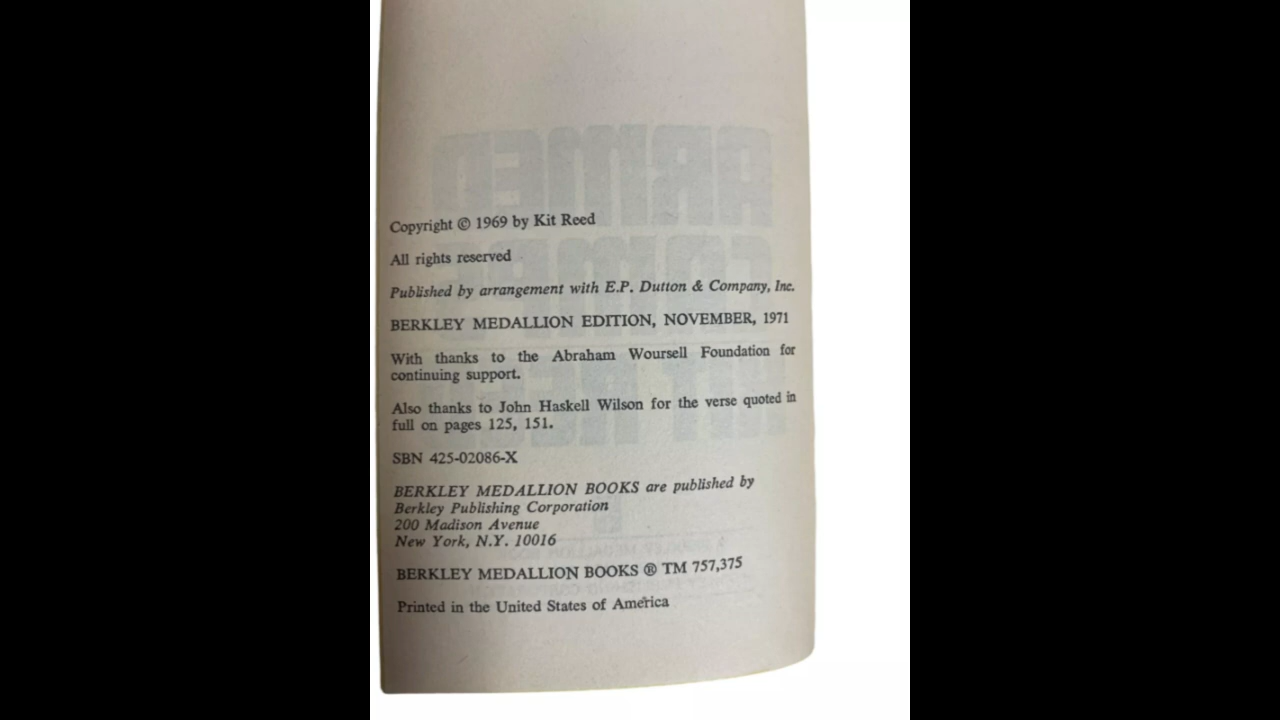 Copyright © 1969 by Kit Reed
All rights reserved
Published by arrangement with E.P. Dutton & Company, Inc.
BERKLEY MEDALLION EDITION, NOVEMBER, 1971
With thanks to the Abraham Woursell Foundation for
continuing support.
Also thanks to John Haskell Wilson for the verse quoted in
full on pages 125, 151.
SBN 425-02086-X
BERKLEY MEDALLION BOOKS are published by
Berkley Publishing Corporation
200 Madison Avenue
New York, N.Y. 10016
BERKLEY MEDALLION BOOKS ® TM 757,375
Printed in the United States of America